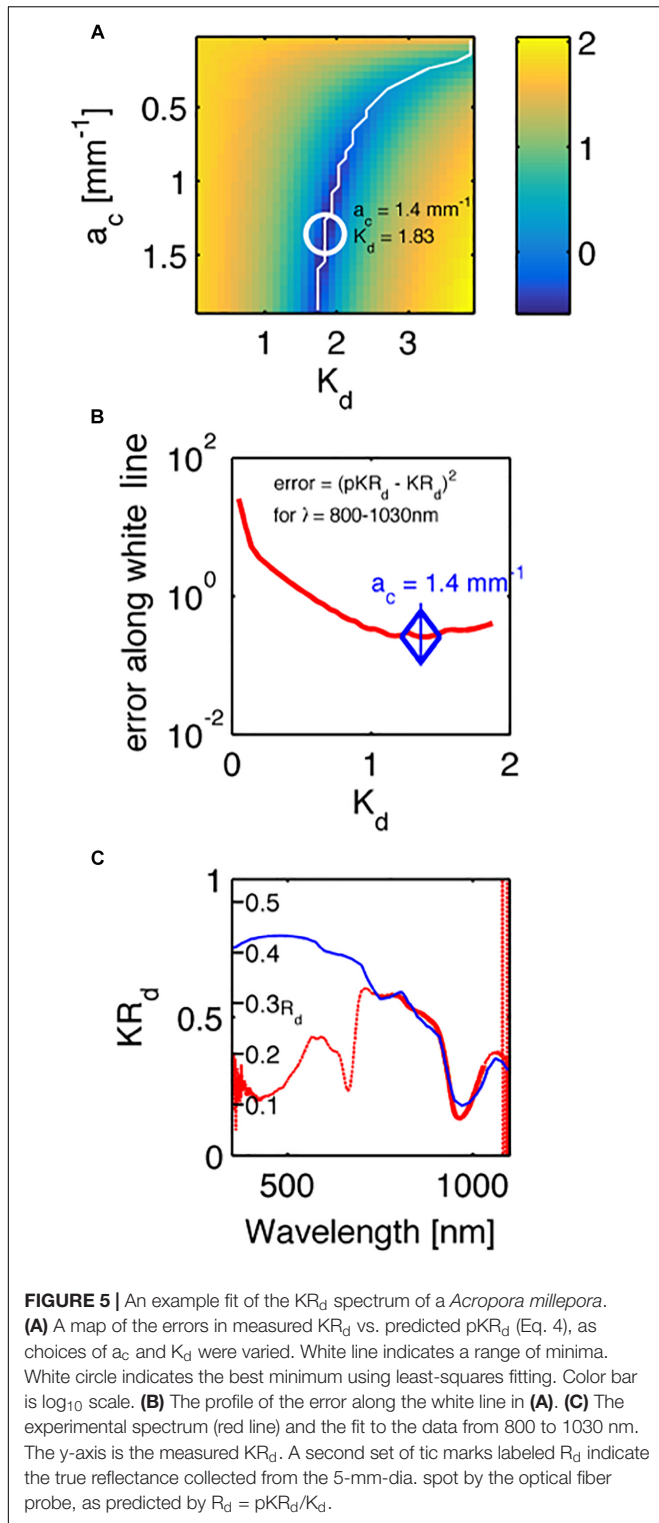 A
0.5
1
1.5
a_c [mm⁻¹]
a_c = 1.4 mm⁻¹
K_d = 1.83
1 2 3
K_d
2
1
0
B
10²
10⁰
10⁻²
error along white line
error = (pKR_d - KR_d)²
for λ = 800-1030nm
a_c = 1.4 mm⁻¹
0 1 2
K_d
C
1
0.5
0
KR_d
0.5
0.4
0.3 R_d
0.2
0.1
500 1000
Wavelength [nm]
FIGURE 5 | An example fit of the KR_d spectrum of a Acropora millepora.
(A) A map of the errors in measured KR_d vs. predicted pKR_d (Eq. 4), as
choices of a_c and K_d were varied. White line indicates a range of minima.
White circle indicates the best minimum using least-squares fitting. Color bar
is log₁₀ scale. (B) The profile of the error along the white line in (A). (C) The
experimental spectrum (red line) and the fit to the data from 800 to 1030 nm.
The y-axis is the measured KR_d. A second set of tic marks labeled R_d indicate
the true reflectance collected from the 5-mm-dia. spot by the optical fiber
probe, as predicted by R_d = pKR_d/K_d.